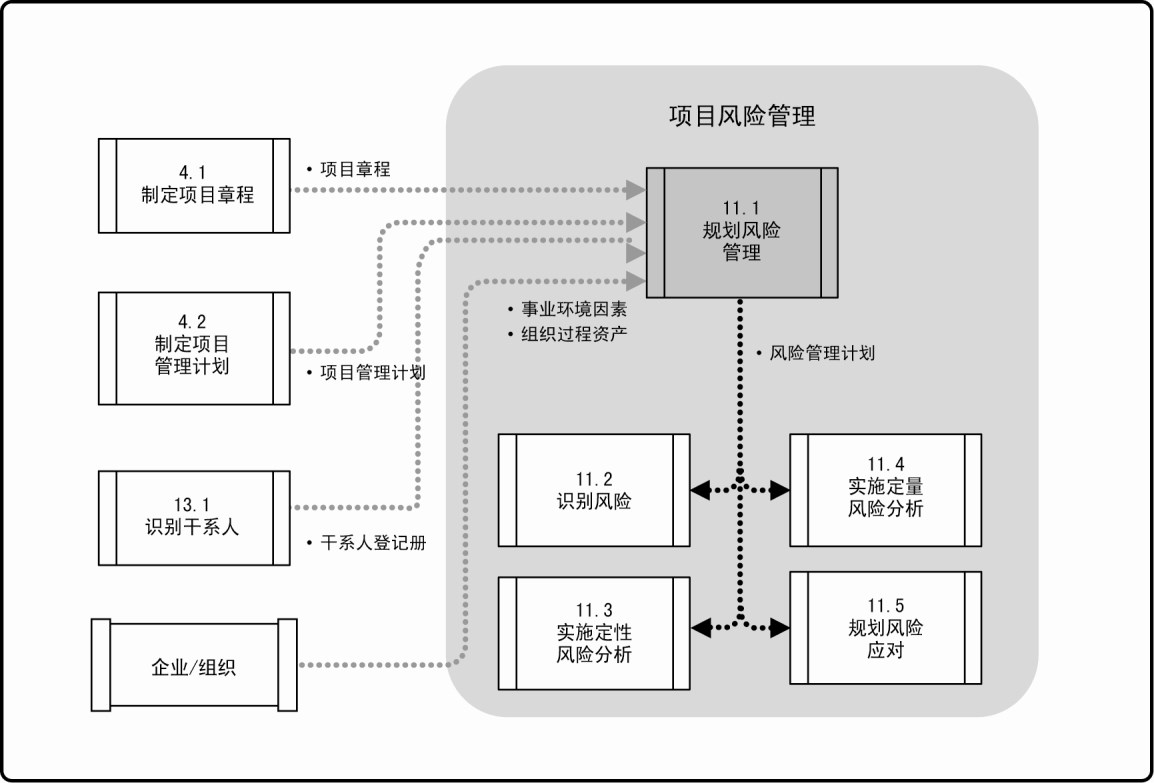 项目风险管理
4.1
制定项目章程
• 项目章程
11.1
规划风险
管理
4.2
制定项目
管理计划
• 项目管理计划
• 事业环境因素
• 组织过程资产
• 风险管理计划
13.1
识别干系人
• 干系人登记册
11.2
识别风险
11.4
实施定量
风险分析
企业/组织
11.3
实施定性
风险分析
11.5
规划风险
应对